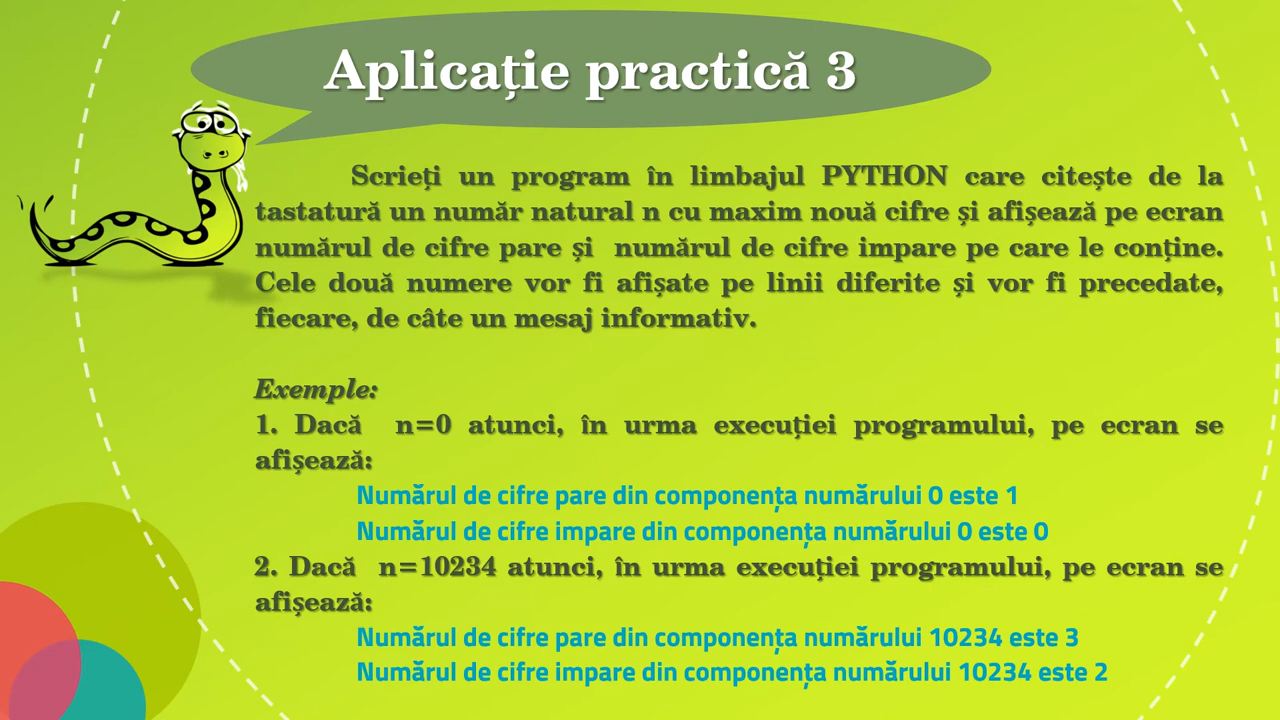 Aplicație practică 3
Scrieți un program în limbajul PYTHON care citește de la
tastatură un număr natural n cu maxim nouă cifre și afișează pe ecran
numărul de cifre pare și numărul de cifre impare pe care le conține.
Cele două numere vor fi afișate pe linii diferite și vor fi precedate,
fiecare, de câte un mesaj informativ.
Exemple:
1. Dacă n=0 atunci, în urma execuției programului, pe ecran se
afișează:
Numărul de cifre pare din componența numărului 0 este 1
Numărul de cifre impare din componența numărului 0 este 0
2. Dacă n=10234 atunci, în urma execuției programului, pe ecran se
afișează:
Numărul de cifre pare din componența numărului 10234 este 3
Numărul de cifre impare din componența numărului 10234 este 2